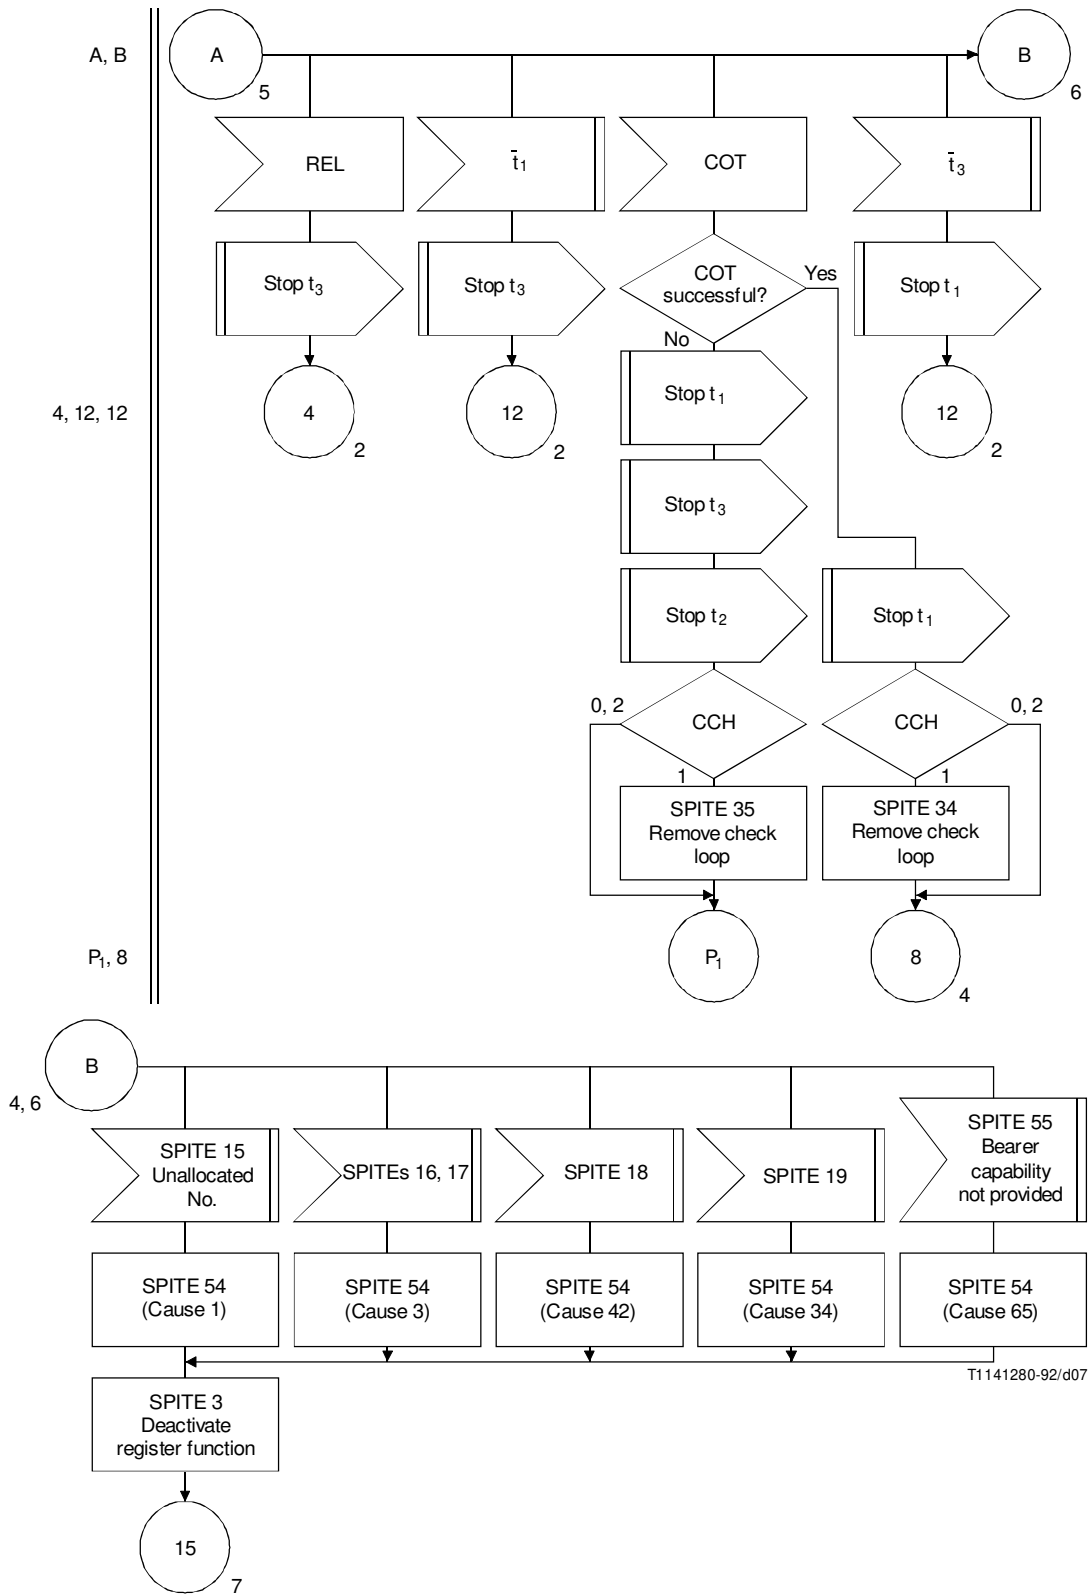 A, B
A
B
5
6
REL
t̄1
COT
t̄3
Stop t3
Stop t3
COT
successful?
Yes
Stop t1
No
4, 12, 12
4
2
12
2
Stop t1
12
2
Stop t3
Stop t2
Stop t1
0, 2
CCH
CCH
0, 2
1
1
SPITE 35
Remove check
loop
SPITE 34
Remove check
loop
P1, 8
P1
8
4
B
4, 6
SPITE 15
Unallocated
No.
SPITEs 16, 17
SPITE 18
SPITE 19
SPITE 55
Bearer
capability
not provided
SPITE 54
(Cause 1)
SPITE 54
(Cause 3)
SPITE 54
(Cause 42)
SPITE 54
(Cause 34)
SPITE 54
(Cause 65)
T1141280-92/d07
SPITE 3
Deactivate
register function
15
7